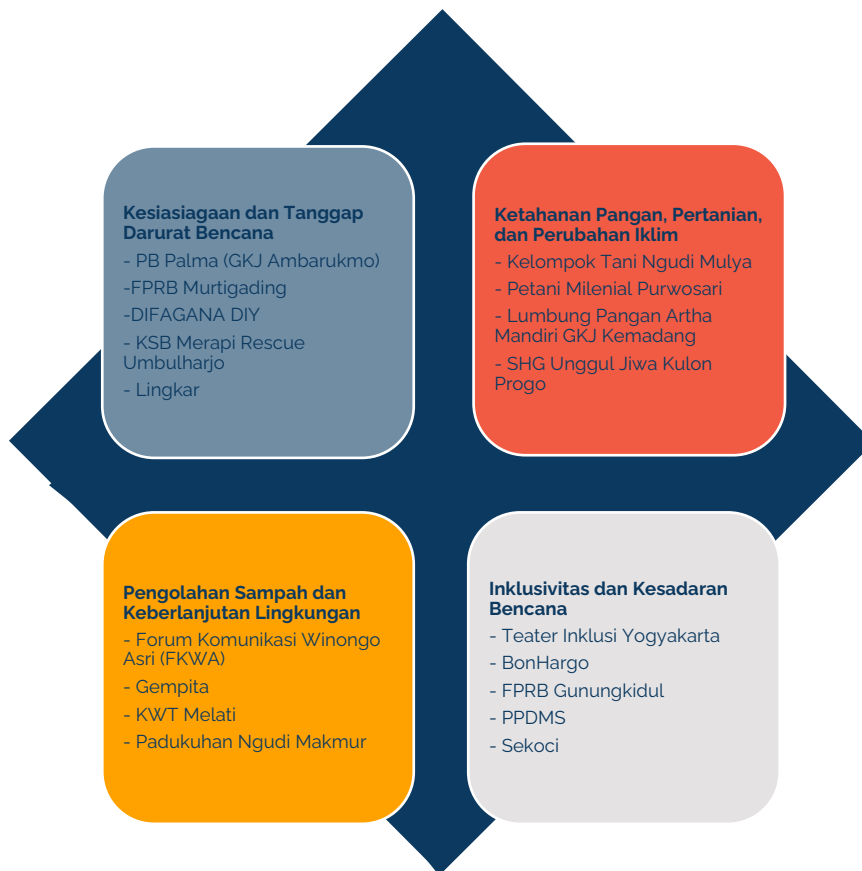 Kesiasiagaan dan Tanggap
Darurat Bencana
- PB Palma (GKJ Ambarukmo)
-FPRB Murtigading
-DIFAGANA DIY
- KSB Merapi Rescue
Umbulharjo
- Lingkar
Ketahanan Pangan, Pertanian,
dan Perubahan Iklim
- Kelompok Tani Ngudi Mulya
- Petani Milenial Purwosari
- Lumbung Pangan Artha
Mandiri GKJ Kemadang
- SHG Unggul Jiwa Kulon
Progo
Pengolahan Sampah dan
Keberlanjutan Lingkungan
- Forum Komunikasi Winongo
Asri (FKWA)
- Gempita
- KWT Melati
- Padukuhan Ngudi Makmur
Inklusivitas dan Kesadaran
Bencana
- Teater Inklusi Yogyakarta
- BonHargo
- FPRB Gunungkidul
- PPDMS
- Sekoci